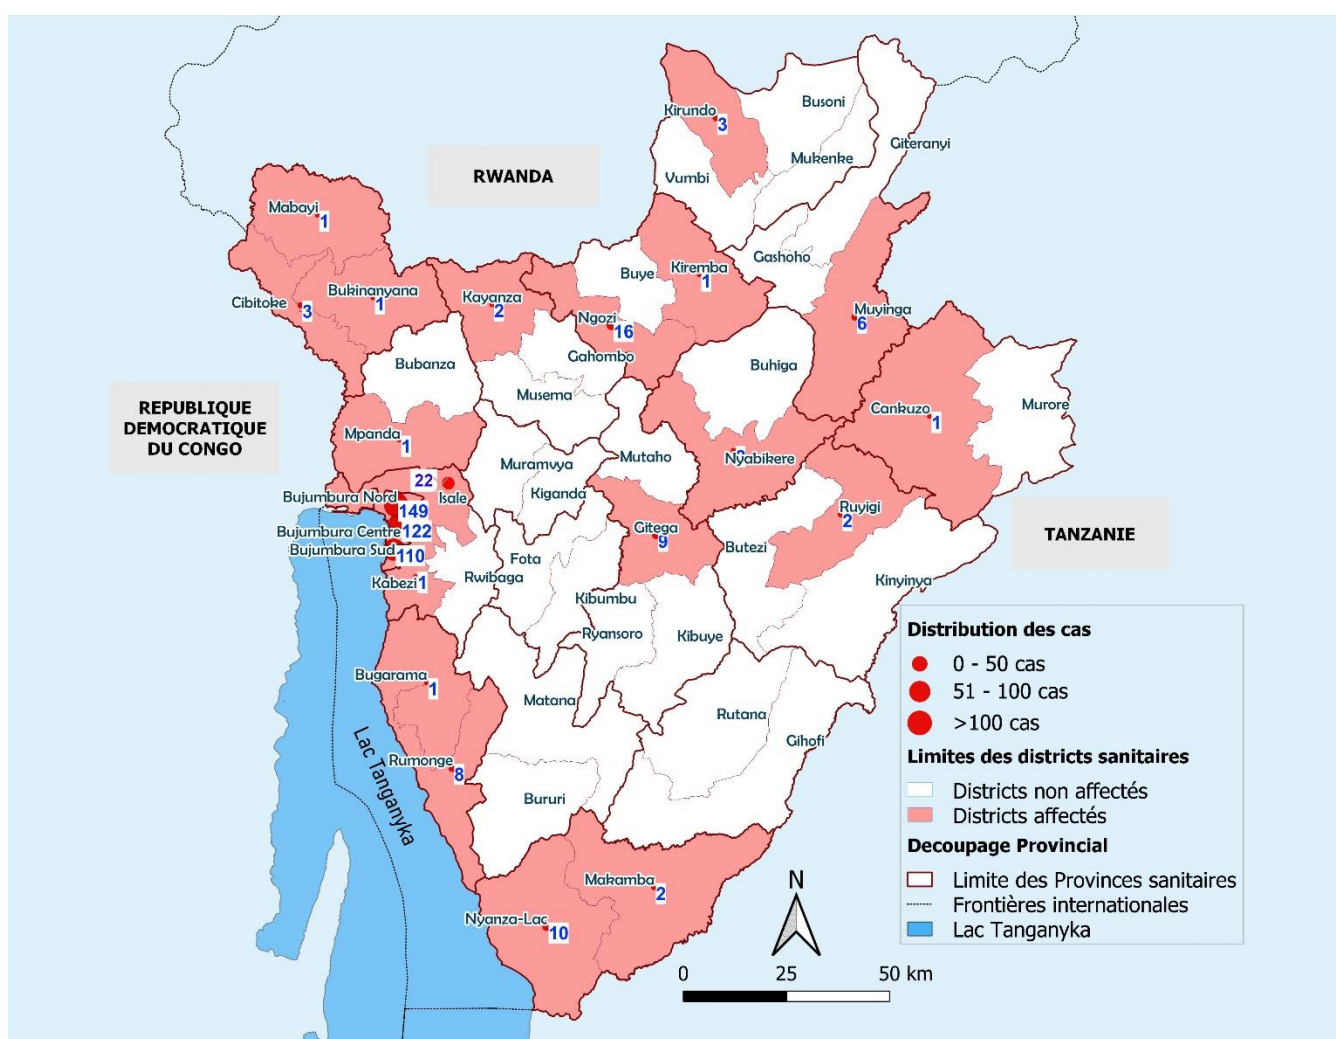 Busoni
Kirundo
3
Giteranyi
Mukenke
RWANDA
Vumbi
Mabayi
1
Gashoho
Buye
Kiremba
1
Bukinanyana
1
Cibitoke
3
Kayanza
2
Ngozi
16
Muyinga
6
Gahombo
Bubanza
Buhiga
Musema
REPUBLIQUE
DEMOCRATIQUE
DU CONGO
Cankuzo
1
Murore
Mpanda
1
Mutaho
Nyabikere
Muramvya
22
Isale
Kiganda
Bujumbura Nord
149
Ruyigi
2
Bujumbura Centre
122
Gitega
9
TANZANIE
Bujumbura Sud
110
Butezi
Fota
Kabezi
1
Rwibaga
Kinyinya
Kibumbu
Ryansoro
Kibuye
Bugarama
1
Matana
Rutana
Gihofi
Lac Tanganyka
Rumonge
8
Bururi
Makamba
2
Nyanza-Lac
10
Distribution des cas
0 - 50 cas
51 - 100 cas
>100 cas
Limites des districts sanitaires
Districts non affectés
Districts affectés
Decoupage Provincial
Limite des Provinces sanitaires
Frontières internationales
Lac Tanganyka
N
0 25 50 km